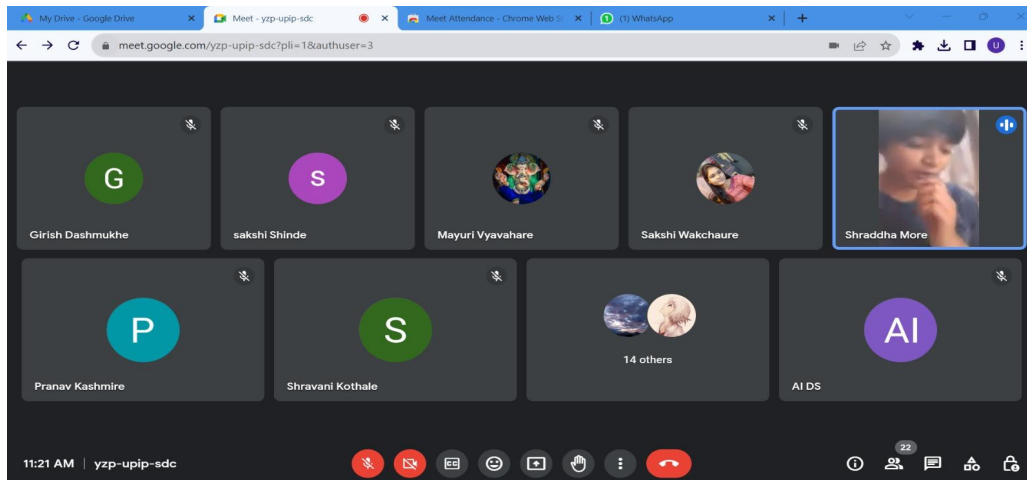 My Drive - Google Drive
Meet - yzp-upip-sdc
Meet Attendance - Chrome Web S
(1) WhatsApp
meet.google.com/yzp-upip-sdc?pli=1&authuser=3
U
G
Girish Dashmukhe
S
sakshi Shinde
Mayuri Vyavahare
Sakshi Wakchaure
Shraddha More
P
Pranav Kashmire
S
Shravani Kothale
14 others
AI
AI DS
11:21 AM | yzp-upip-sdc
CC
22